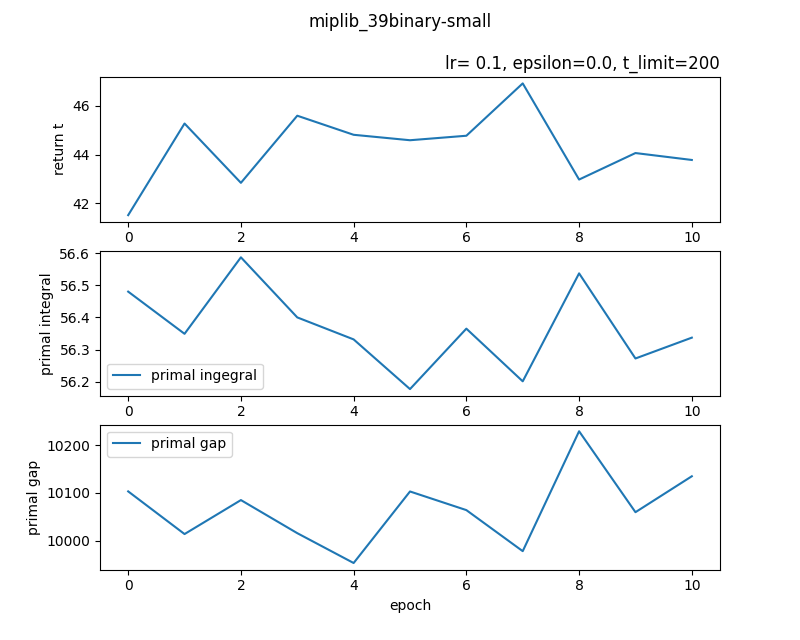 miplib_39binary-small
lr= 0.1, epsilon=0.0, t_limit=200
return t
46
44
42
0 2 4 6 8 10
primal integral
56.6
56.5
56.4
56.3
56.2
primal ingegral
0 2 4 6 8 10
primal gap
primal gap
10200
10100
10000
0 2 4 6 8 10
epoch